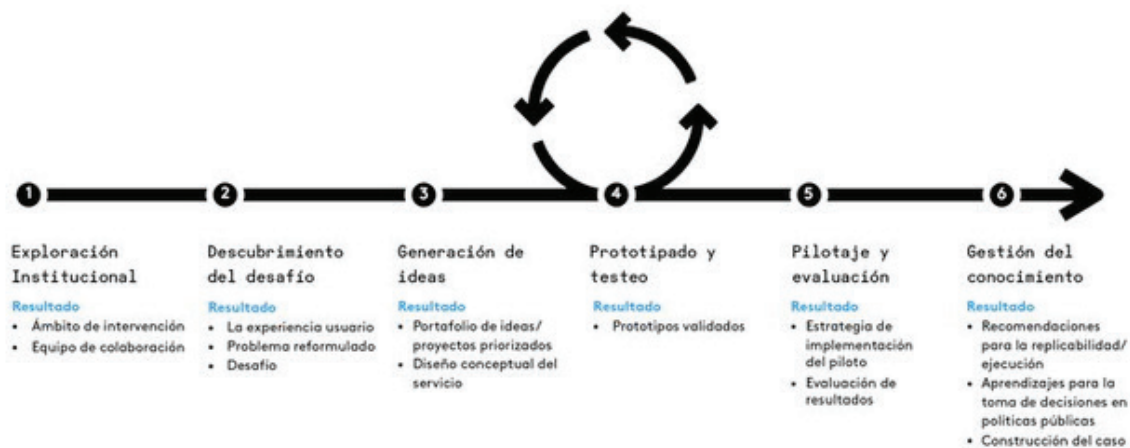 1
2
3
4
5
6
Exploración
Institucional
Resultado
• Ámbito de intervención
• Equipo de colaboración
Descubrimiento
del desafío
Resultado
• La experiencia usuario
• Problema reformulado
• Desafío
Generación de
ideas
Resultado
• Portafolio de ideas/
proyectos priorizados
• Diseño conceptual del
servicio
Prototipado y
testeo
Resultado
• Prototipos validados
Pilotaje y
evaluación
Resultado
• Estrategia de
implementación
del piloto
• Evaluación de
resultados
Gestión del
conocimiento
Resultado
• Recomendaciones
para la replicabilidad/
ejecución
• Aprendizajes para la
toma de decisiones en
políticas públicas
• Construcción del caso